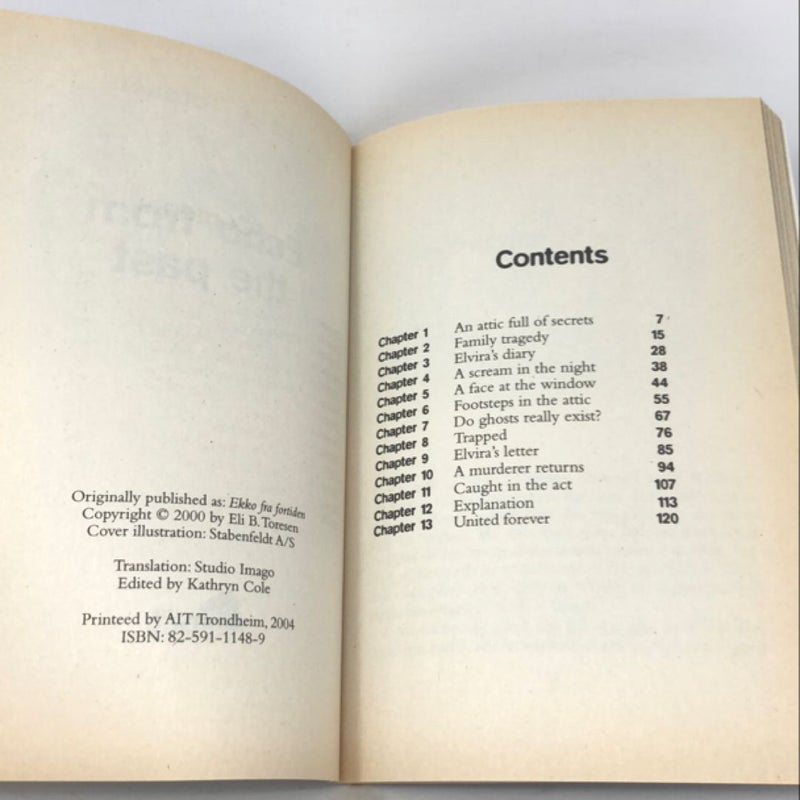 Originally published as: Ekko fra fortiden
Copyright © 2000 by Eli B. Toresen
Cover illustration: Stabenfeldt A/S
Translation: Studio Imago
Edited by Kathryn Cole
Printeed by AIT Trondheim, 2004
ISBN: 82-591-1148-9
Contents
Chapter 1 An attic full of secrets 7
Chapter 2 Family tragedy 15
Chapter 3 Elvira's diary 28
Chapter 4 A scream in the night 38
Chapter 5 A face at the window 44
Chapter 6 Footsteps in the attic 55
Chapter 7 Do ghosts really exist? 67
Chapter 8 Trapped 76
Chapter 9 Elvira's letter 85
Chapter 10 A murderer returns 94
Chapter 11 Caught in the act 107
Chapter 12 Explanation 113
Chapter 13 United forever 120